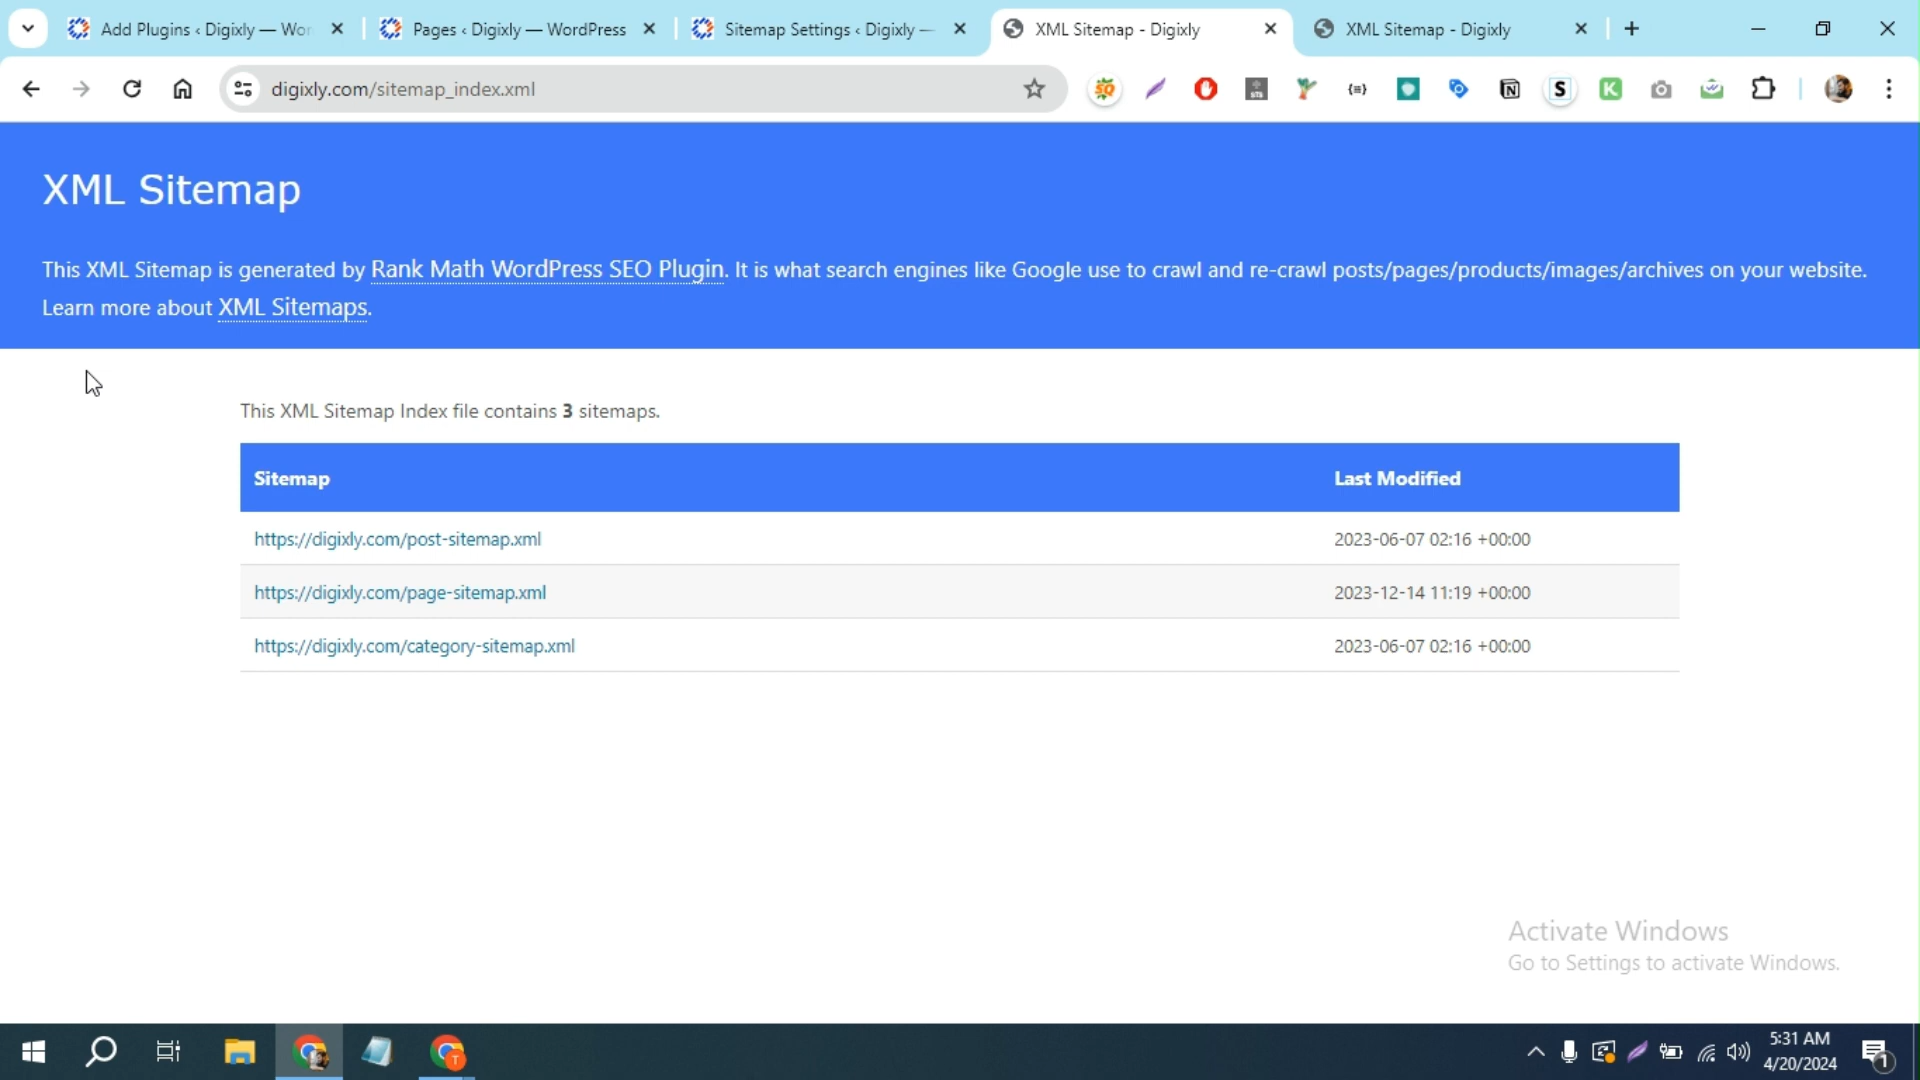 Add Plugins ‹ Digixly — Wor
Pages ‹ Digixly — WordPress
Sitemap Settings ‹ Digixly —
XML Sitemap - Digixly
XML Sitemap - Digixly
digixly.com/sitemap_index.xml
XML Sitemap
This XML Sitemap is generated by Rank Math WordPress SEO Plugin. It is what search engines like Google use to crawl and re-crawl posts/pages/products/images/archives on your website.
Learn more about XML Sitemaps.
This XML Sitemap Index file contains 3 sitemaps.
Sitemap Last Modified
https://digixly.com/post-sitemap.xml 2023-06-07 02:16 +00:00
https://digixly.com/page-sitemap.xml 2023-12-14 11:19 +00:00
https://digixly.com/category-sitemap.xml 2023-06-07 02:16 +00:00
Activate Windows
Go to Settings to activate Windows.
5:31 AM
4/20/2024
1